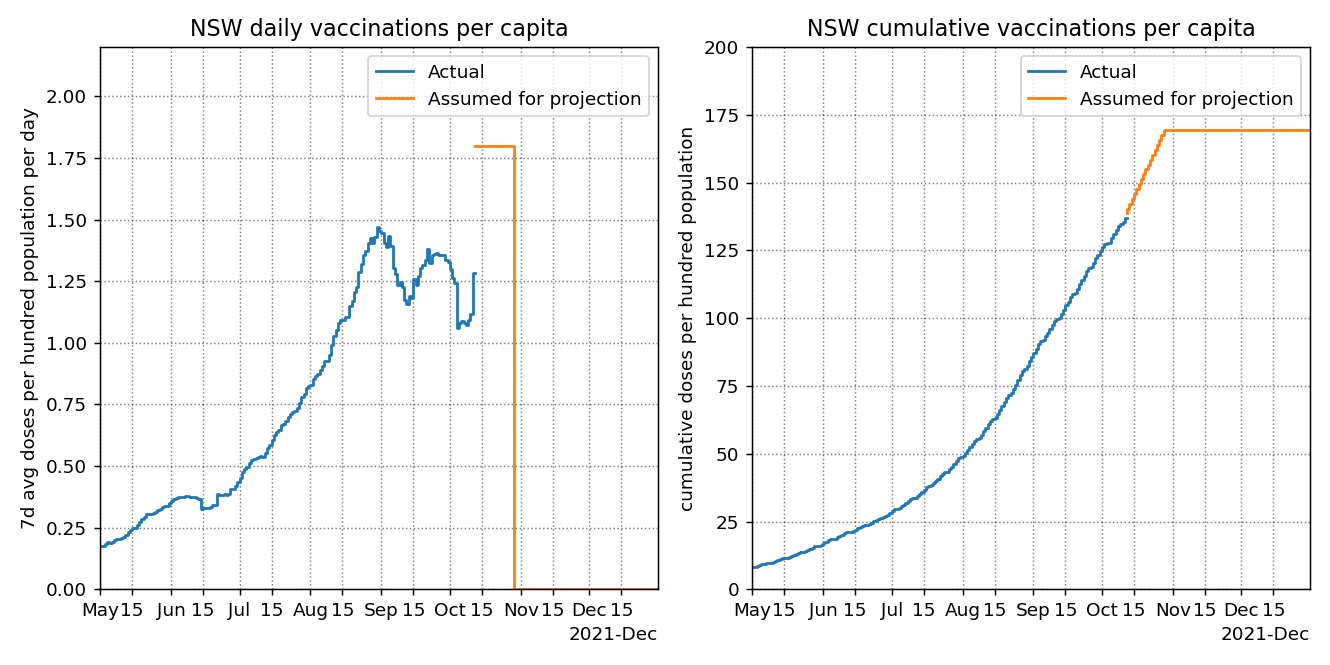 NSW daily vaccinations per capita
Actual
Assumed for projection
7d avg doses per hundred population per day
2.00
1.75
1.50
1.25
1.00
0.75
0.50
0.25
0.00
May 15 Jun 15 Jul 15 Aug 15 Sep 15 Oct 15 Nov 15 Dec 15
2021-Dec
NSW cumulative vaccinations per capita
Actual
Assumed for projection
cumulative doses per hundred population
200
175
150
125
100
75
50
25
0
May 15 Jun 15 Jul 15 Aug 15 Sep 15 Oct 15 Nov 15 Dec 15
2021-Dec